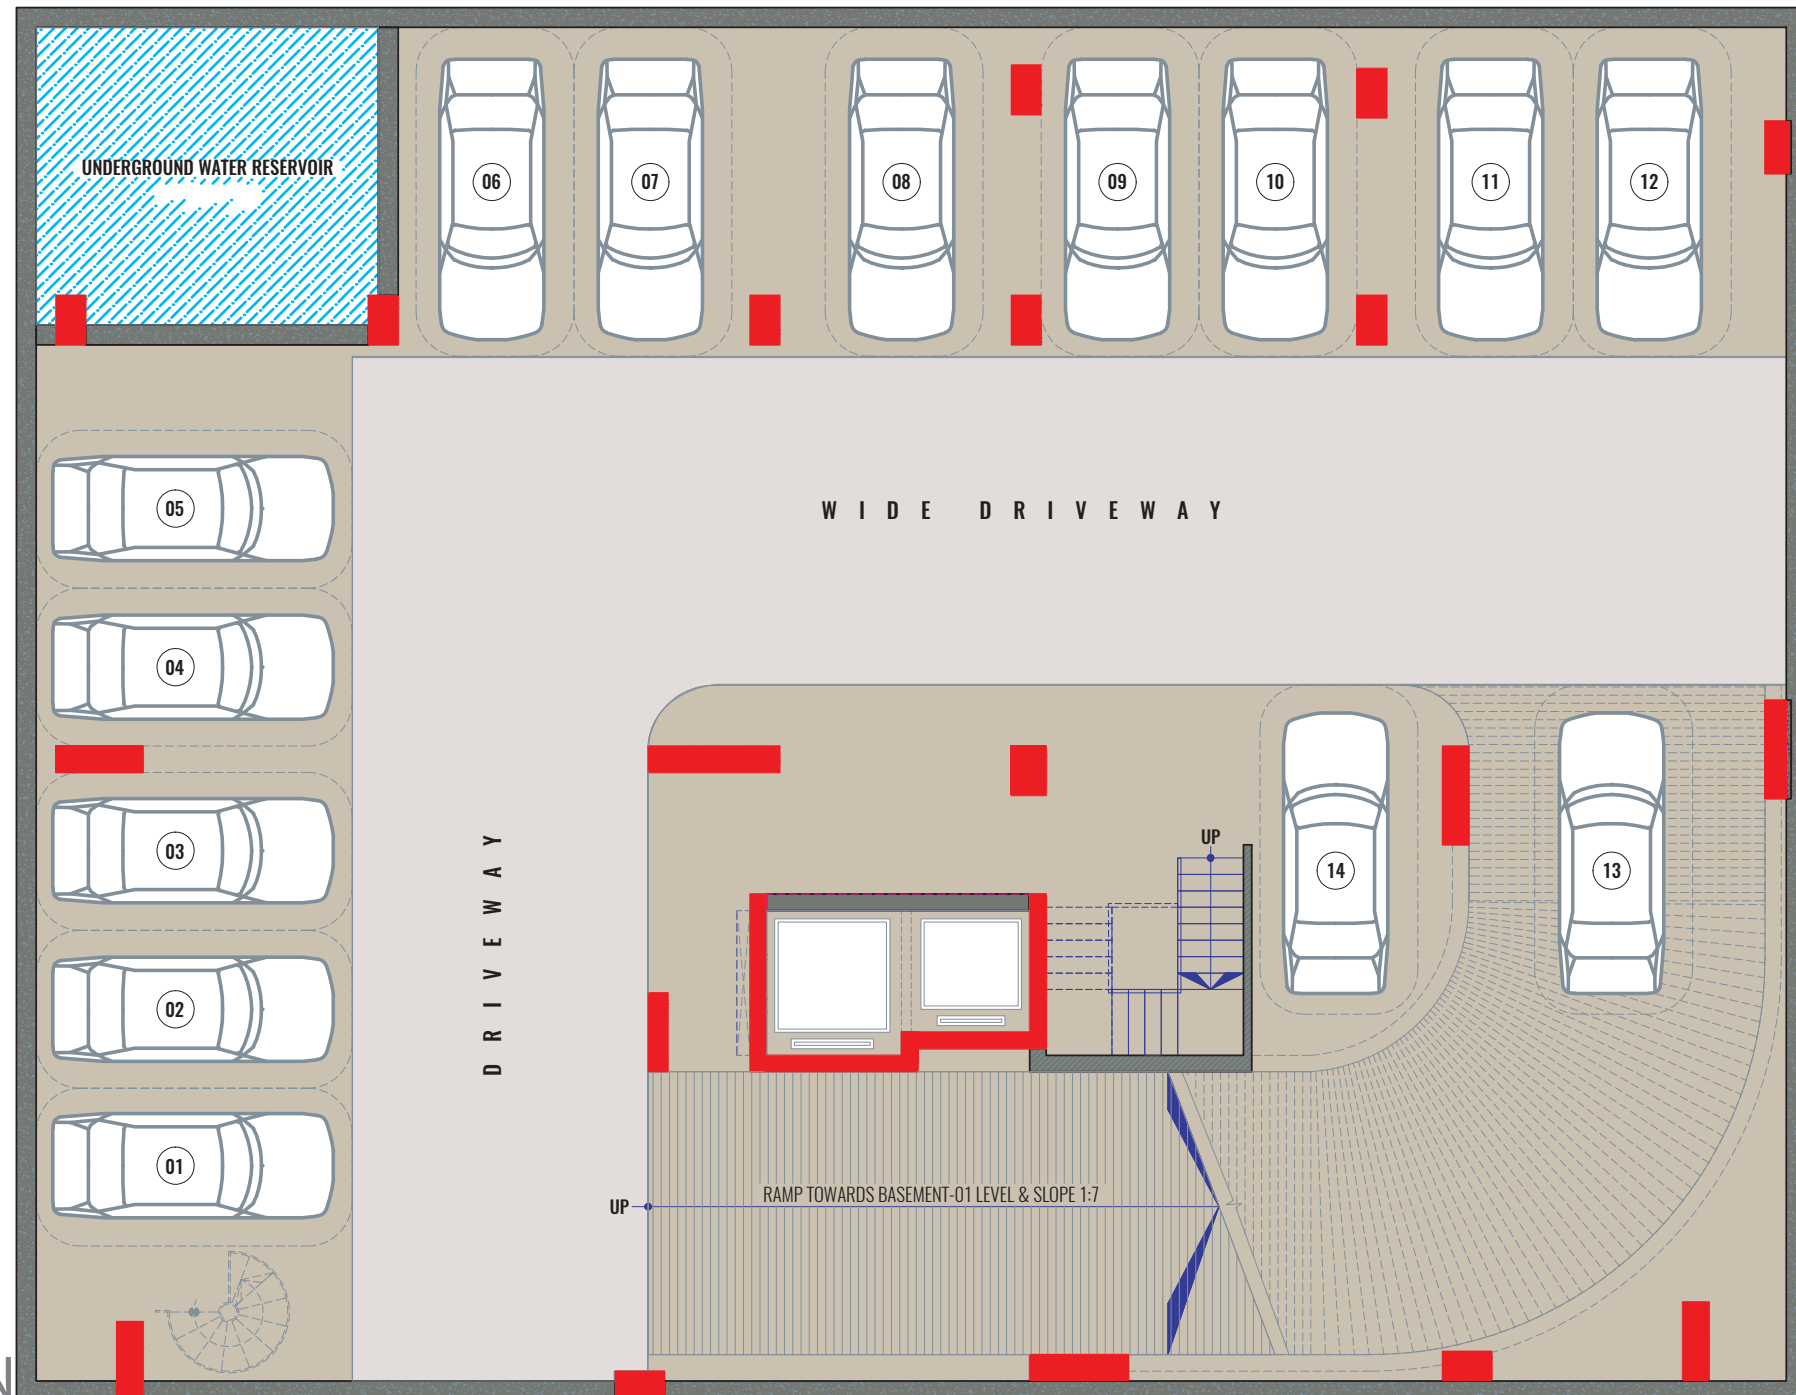 UNDERGROUND WATER RESERVOIR
06
07
08
09
10
11
12
05
WIDE DRIVEWAY
04
03
DRIVEWAY
UP
14
13
02
01
RAMP TOWARDS BASEMENT-01 LEVEL & SLOPE 1:7
UP
N